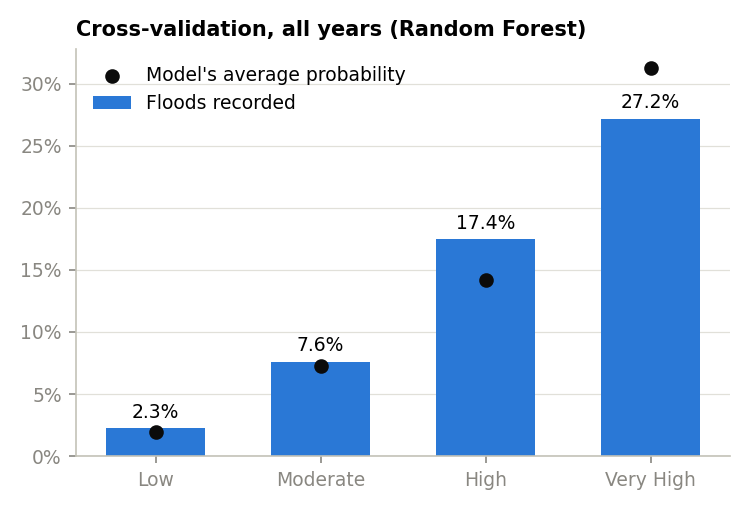 Cross-validation, all years (Random Forest)
Model's average probability
Floods recorded
30%
25%
20%
15%
10%
5%
0%
2.3%
7.6%
17.4%
27.2%
Low
Moderate
High
Very High